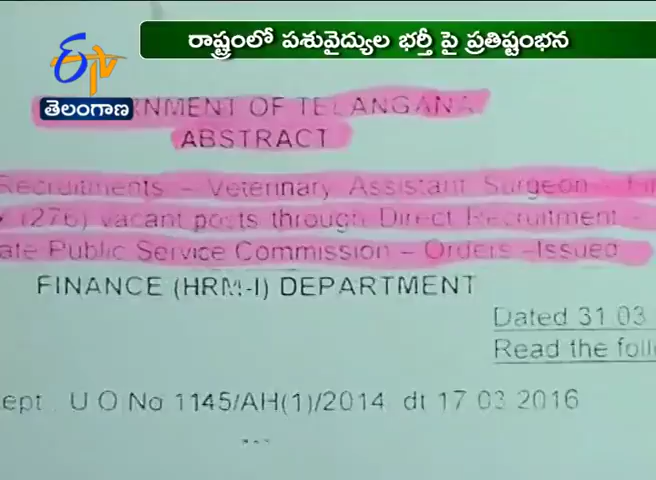 రాష్ట్రంలో పశువైద్యుల భర్తీ పై ప్రతిష్టంభన
ETV
తెలంగాణ
RNMENT OF TELANGANA
ABSTRACT
Recruitments – Veterinary Assistant Surgeon -
(276) vacant posts through Direct Recruitment -
ate Public Service Commission – Orders –Issued
FINANCE (HRM-I) DEPARTMENT
Dated 31 03
Read the foll
ept U O No 1145/AH(1)/2014 dt 17 03 2016